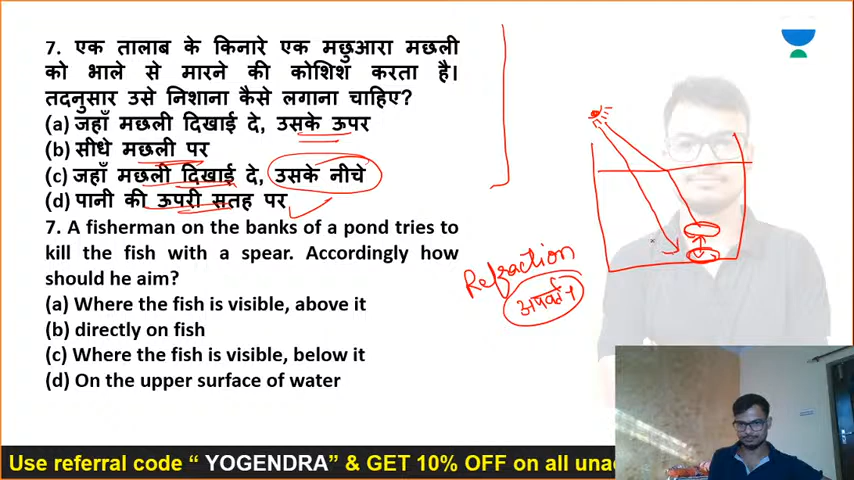 7. एक तालाब के किनारे एक मछुआरा मछली
को भाले से मारने की कोशिश करता है।
तदनुसार उसे निशाना कैसे लगाना चाहिए?
(a) जहाँ मछली दिखाई दे, उसके ऊपर
(b) सीधे मछली पर
(c) जहाँ मछली दिखाई दे, उसके नीचे
(d) पानी की ऊपरी सतह पर
7. A fisherman on the banks of a pond tries to
kill the fish with a spear. Accordingly how
should he aim?
(a) Where the fish is visible, above it
(b) directly on fish
(c) Where the fish is visible, below it
(d) On the upper surface of water
Refraction
Use referral code “ YOGENDRA” & GET 10% OFF on all